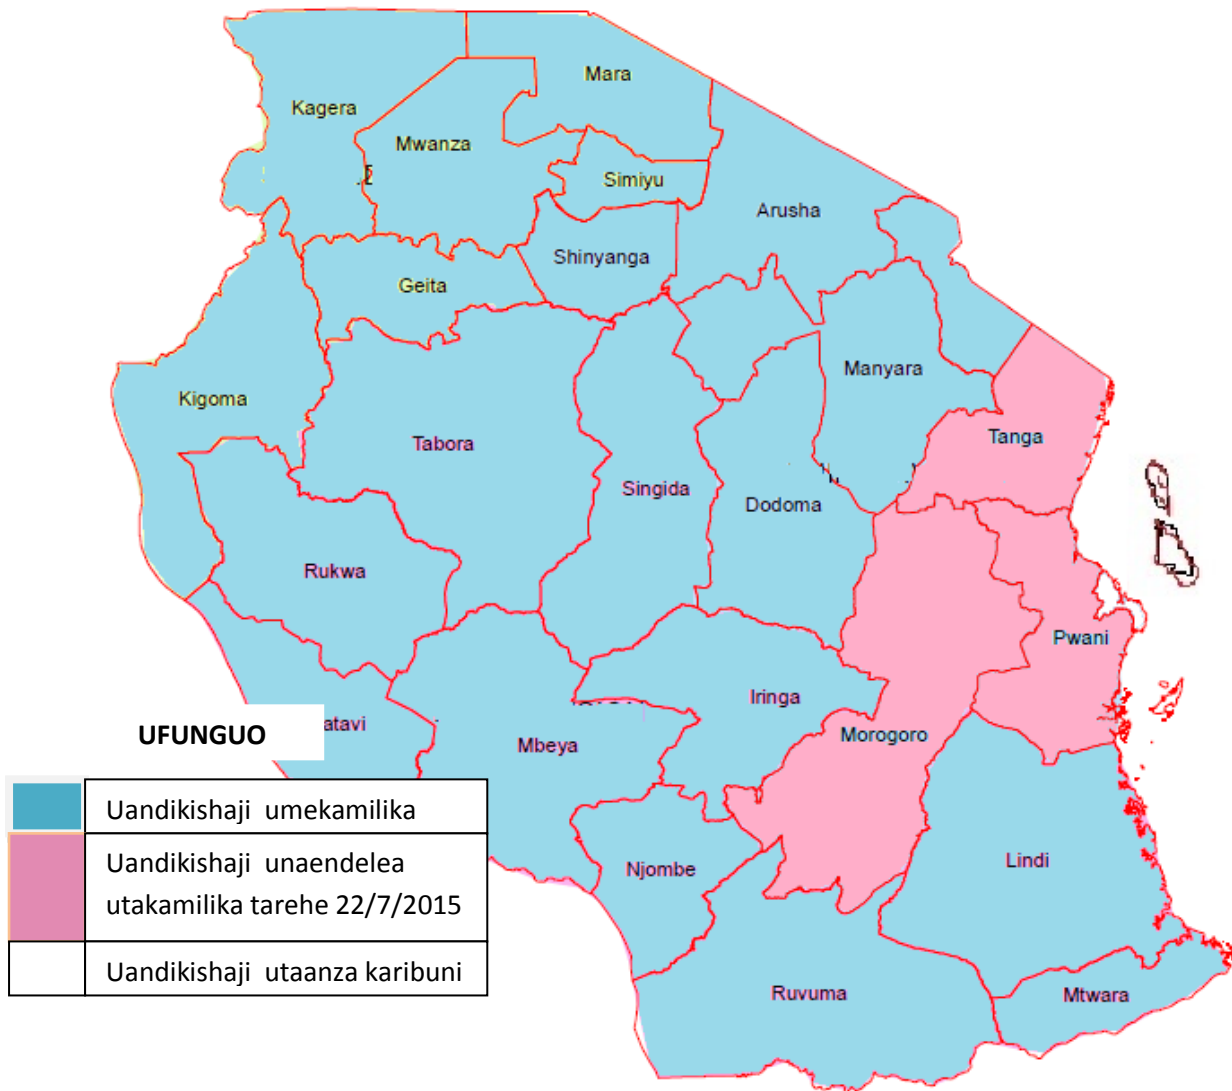 Mara
Kagera
Mwanza
Simiyu
Arusha
Shinyanga
Geita
Manyara
Kigoma
Tanga
Tabora
Singida
Dodoma
Rukwa
Pwani
Iringa
atavi
Morogoro
Mbeya
Lindi
Njombe
Ruvuma
Mtwara
UFUNGUO
Uandikishaji umekamilika
Uandikishaji unaendelea
utakamilika tarehe 22/7/2015
Uandikishaji utaanza karibuni